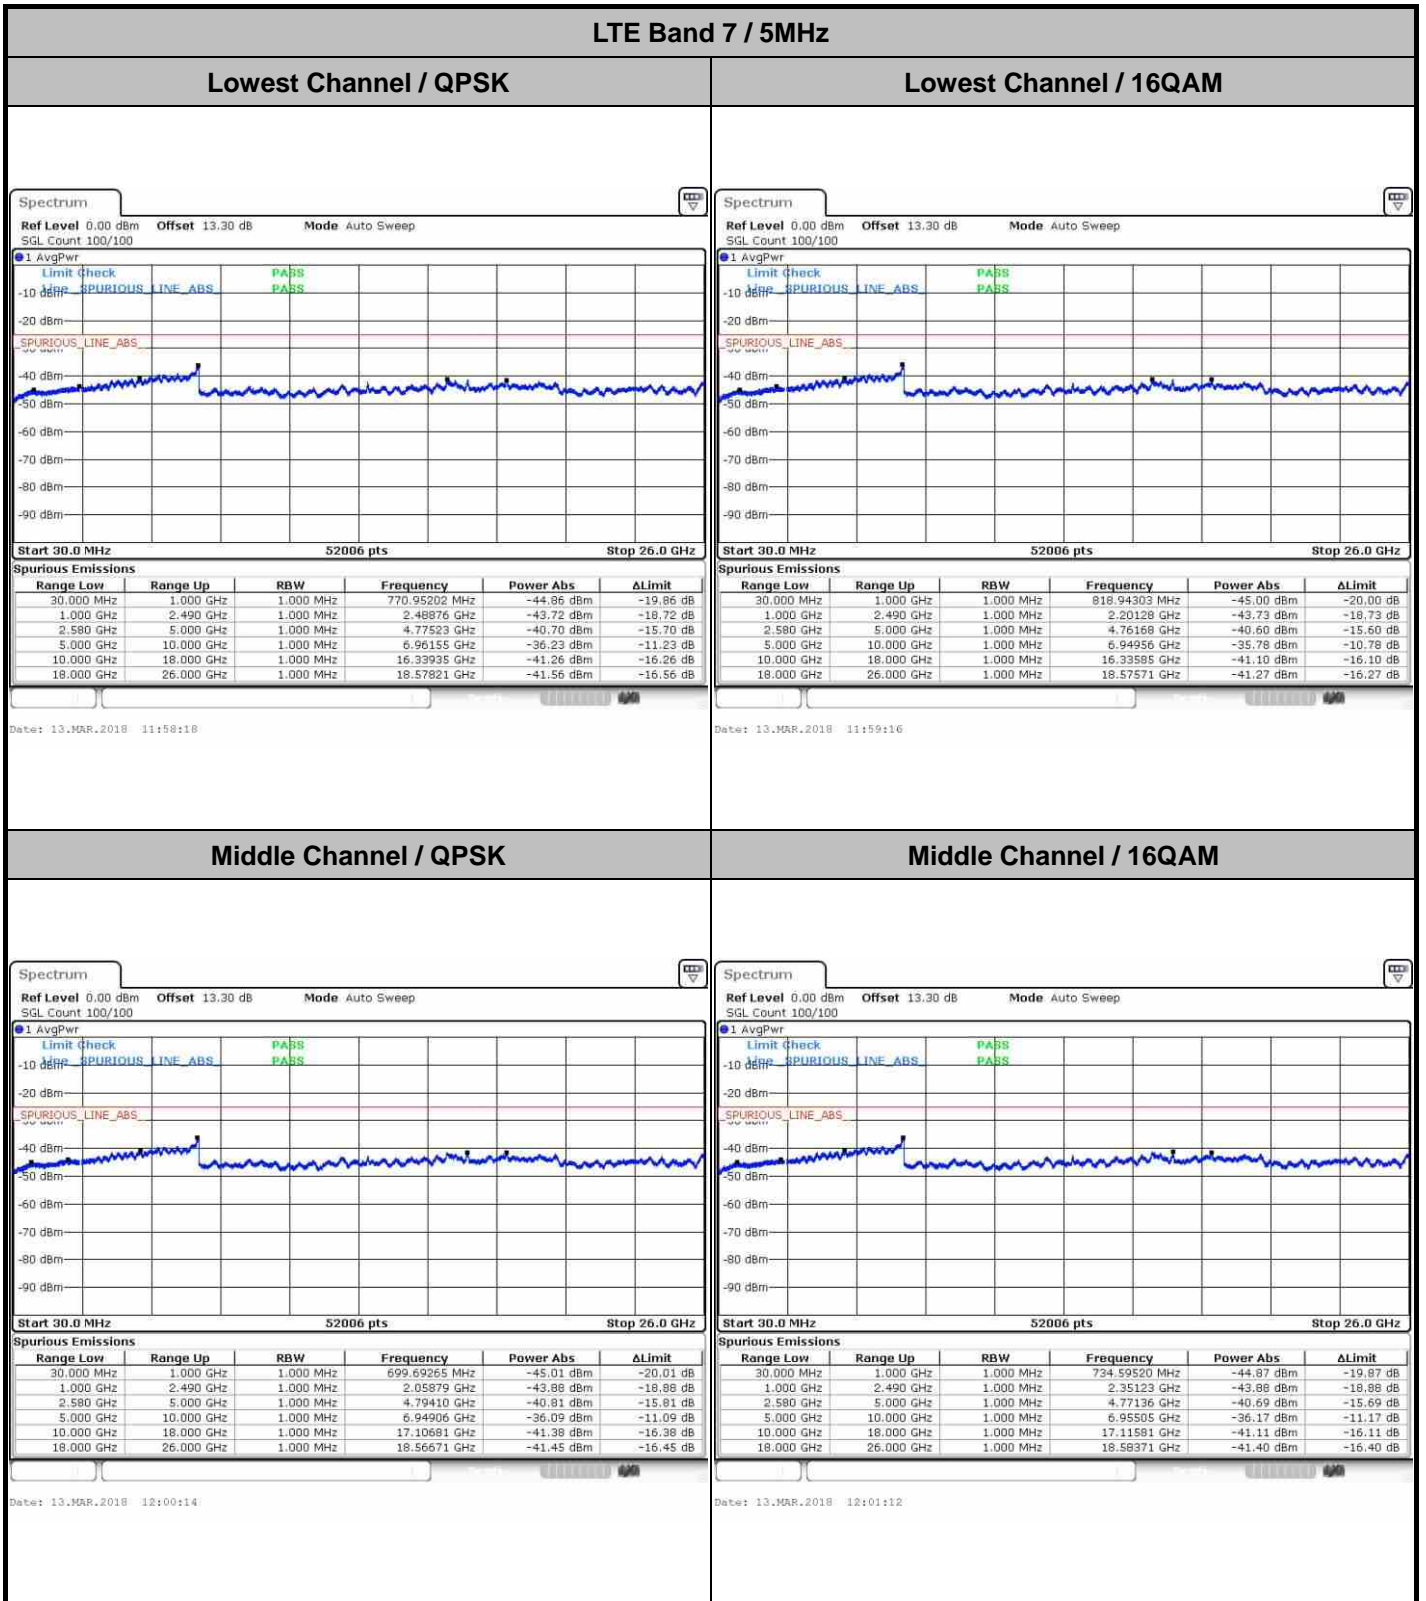 LTE Band 7 / 5MHz
Lowest Channel / QPSK
Lowest Channel / 16QAM
Spectrum
Ref Level 0.00 dBm Offset 13.30 dB Mode Auto Sweep
SGL Count 100/100
1 AvgPwr
Limit Check PASS
Line _SPURIOUS_LINE_ABS_ PASS
-10 dBm
-20 dBm
_SPURIOUS_LINE_ABS_
-30 dBm
-40 dBm
-50 dBm
-60 dBm
-70 dBm
-80 dBm
-90 dBm
Start 30.0 MHz 52006 pts Stop 26.0 GHz
Spurious Emissions
Range Low Range Up RBW Frequency Power Abs ΔLimit
30.000 MHz 1.000 GHz 1.000 MHz 770.95202 MHz -44.86 dBm -19.86 dB
1.000 GHz 2.490 GHz 1.000 MHz 2.48876 GHz -43.72 dBm -18.72 dB
2.580 GHz 5.000 GHz 1.000 MHz 4.77523 GHz -40.70 dBm -15.70 dB
5.000 GHz 10.000 GHz 1.000 MHz 6.96155 GHz -36.23 dBm -11.23 dB
10.000 GHz 18.000 GHz 1.000 MHz 16.33935 GHz -41.26 dBm -16.26 dB
18.000 GHz 26.000 GHz 1.000 MHz 18.57821 GHz -41.56 dBm -16.56 dB
Date: 13.MAR.2018 11:58:18
Spectrum
Ref Level 0.00 dBm Offset 13.30 dB Mode Auto Sweep
SGL Count 100/100
1 AvgPwr
Limit Check PASS
Line _SPURIOUS_LINE_ABS_ PASS
-10 dBm
-20 dBm
_SPURIOUS_LINE_ABS_
-30 dBm
-40 dBm
-50 dBm
-60 dBm
-70 dBm
-80 dBm
-90 dBm
Start 30.0 MHz 52006 pts Stop 26.0 GHz
Spurious Emissions
Range Low Range Up RBW Frequency Power Abs ΔLimit
30.000 MHz 1.000 GHz 1.000 MHz 818.94303 MHz -45.00 dBm -20.00 dB
1.000 GHz 2.490 GHz 1.000 MHz 2.20128 GHz -43.73 dBm -18.73 dB
2.580 GHz 5.000 GHz 1.000 MHz 4.76168 GHz -40.60 dBm -15.60 dB
5.000 GHz 10.000 GHz 1.000 MHz 6.94956 GHz -35.78 dBm -10.78 dB
10.000 GHz 18.000 GHz 1.000 MHz 16.33585 GHz -41.10 dBm -16.10 dB
18.000 GHz 26.000 GHz 1.000 MHz 18.57571 GHz -41.27 dBm -16.27 dB
Date: 13.MAR.2018 11:59:16
Middle Channel / QPSK
Middle Channel / 16QAM
Spectrum
Ref Level 0.00 dBm Offset 13.30 dB Mode Auto Sweep
SGL Count 100/100
1 AvgPwr
Limit Check PASS
Line _SPURIOUS_LINE_ABS_ PASS
-10 dBm
-20 dBm
_SPURIOUS_LINE_ABS_
-30 dBm
-40 dBm
-50 dBm
-60 dBm
-70 dBm
-80 dBm
-90 dBm
Start 30.0 MHz 52006 pts Stop 26.0 GHz
Spurious Emissions
Range Low Range Up RBW Frequency Power Abs ΔLimit
30.000 MHz 1.000 GHz 1.000 MHz 699.69265 MHz -45.01 dBm -20.01 dB
1.000 GHz 2.490 GHz 1.000 MHz 2.05879 GHz -43.88 dBm -18.88 dB
2.580 GHz 5.000 GHz 1.000 MHz 4.79410 GHz -40.81 dBm -15.81 dB
5.000 GHz 10.000 GHz 1.000 MHz 6.94906 GHz -36.09 dBm -11.09 dB
10.000 GHz 18.000 GHz 1.000 MHz 17.10681 GHz -41.38 dBm -16.38 dB
18.000 GHz 26.000 GHz 1.000 MHz 18.56671 GHz -41.45 dBm -16.45 dB
Date: 13.MAR.2018 12:00:14
Spectrum
Ref Level 0.00 dBm Offset 13.30 dB Mode Auto Sweep
SGL Count 100/100
1 AvgPwr
Limit Check PASS
Line _SPURIOUS_LINE_ABS_ PASS
-10 dBm
-20 dBm
_SPURIOUS_LINE_ABS_
-30 dBm
-40 dBm
-50 dBm
-60 dBm
-70 dBm
-80 dBm
-90 dBm
Start 30.0 MHz 52006 pts Stop 26.0 GHz
Spurious Emissions
Range Low Range Up RBW Frequency Power Abs ΔLimit
30.000 MHz 1.000 GHz 1.000 MHz 734.59520 MHz -44.87 dBm -19.87 dB
1.000 GHz 2.490 GHz 1.000 MHz 2.35123 GHz -43.88 dBm -18.88 dB
2.580 GHz 5.000 GHz 1.000 MHz 4.77136 GHz -40.69 dBm -15.69 dB
5.000 GHz 10.000 GHz 1.000 MHz 6.95505 GHz -36.17 dBm -11.17 dB
10.000 GHz 18.000 GHz 1.000 MHz 17.11581 GHz -41.11 dBm -16.11 dB
18.000 GHz 26.000 GHz 1.000 MHz 18.58371 GHz -41.40 dBm -16.40 dB
Date: 13.MAR.2018 12:01:12